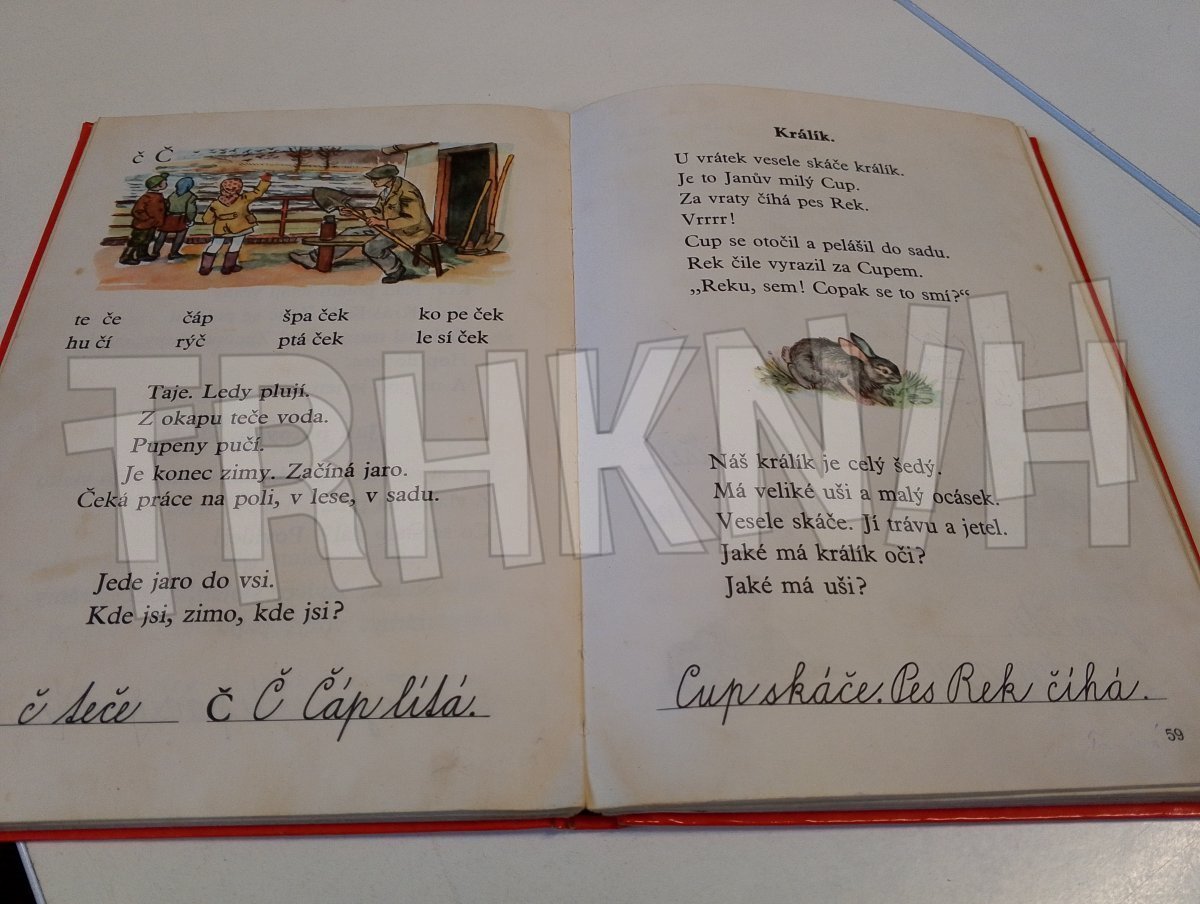 č Č
te če čáp špa ček ko pe ček
hu čí rýč ptá ček le sí ček
Taje. Ledy plují.
Z okapu teče voda.
Pupeny pučí.
Je konec zimy. Začíná jaro.
Čeká práce na poli, v lese, v sadu.
Jede jaro do vsi.
Kde jsi, zimo, kde jsi?
č teče Č Č Čáp lítá.
Králík.
U vrátek vesele skáče králík.
Je to Janův milý Cup.
Za vraty číhá pes Rek.
Vrrrr!
Cup se otočil a pelášil do sadu.
Rek čile vyrazil za Cupem.
„Reku, sem! Copak se to smí?“
Náš králík je celý šedý.
Má veliké uši a malý ocásek.
Vesele skáče. Jí trávu a jetel.
Jaké má králík oči?
Jaké má uši?
Cup skáče. Pes Rek číhá.
59
TRHKNIH